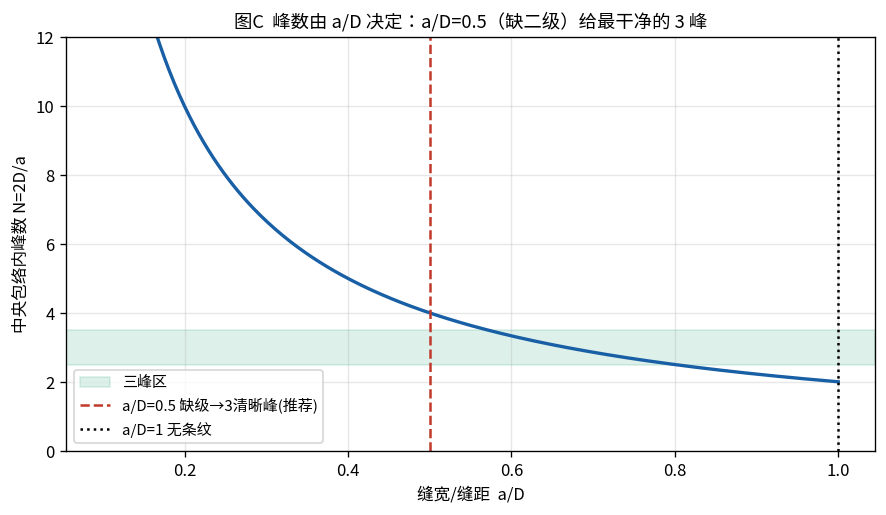 图C 峰数由 a/D 决定：a/D=0.5（缺二级）给最干净的 3 峰
中央包络内峰数 N=2D/a
12
10
8
6
4
2
0
三峰区
a/D=0.5 缺级→3清晰峰(推荐)
a/D=1 无条纹
0.2
0.4
0.6
0.8
1.0
缝宽/缝距 a/D